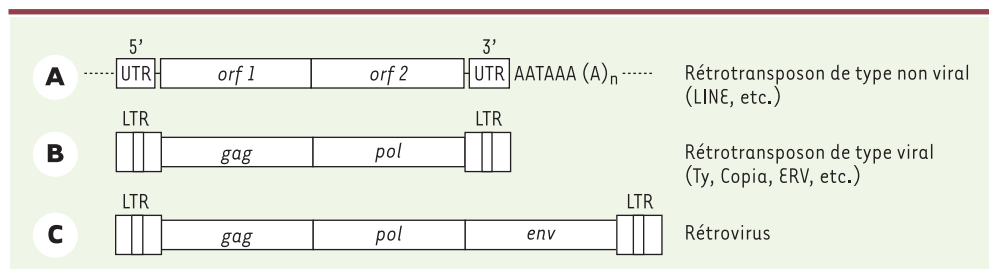 5’ 3’
A UTR orf 1 orf 2 UTR AATAAA (A)n Rétrotransposon de type non viral
(LINE, etc.)
LTR LTR
B gag pol Rétrotransposon de type viral
(Ty, Copia, ERV, etc.)
LTR LTR
C gag pol env Rétrovirus